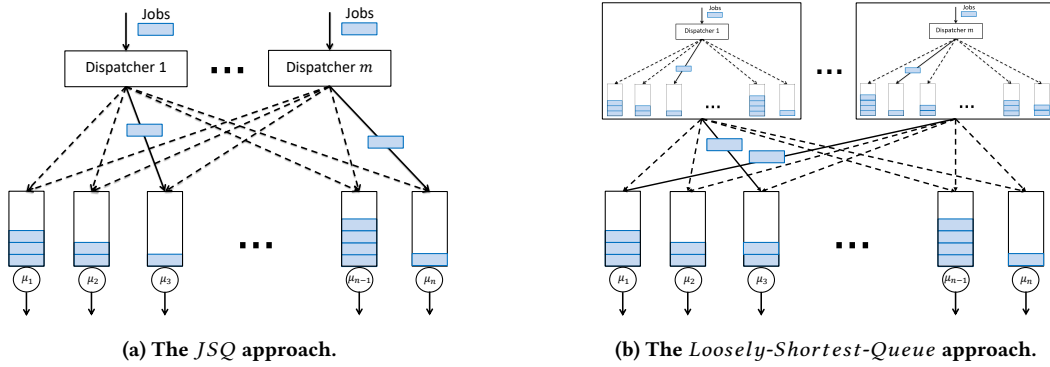 Jobs
Jobs
Dispatcher 1
...
Dispatcher m
...
μ1
μ2
μ3
μn−1
μn
(a) The JSQ approach.
Jobs
Jobs
Dispatcher 1
...
Dispatcher m
...
...
...
μ1
μ2
μ3
μn−1
μn
(b) The Loosely-Shortest-Queue approach.